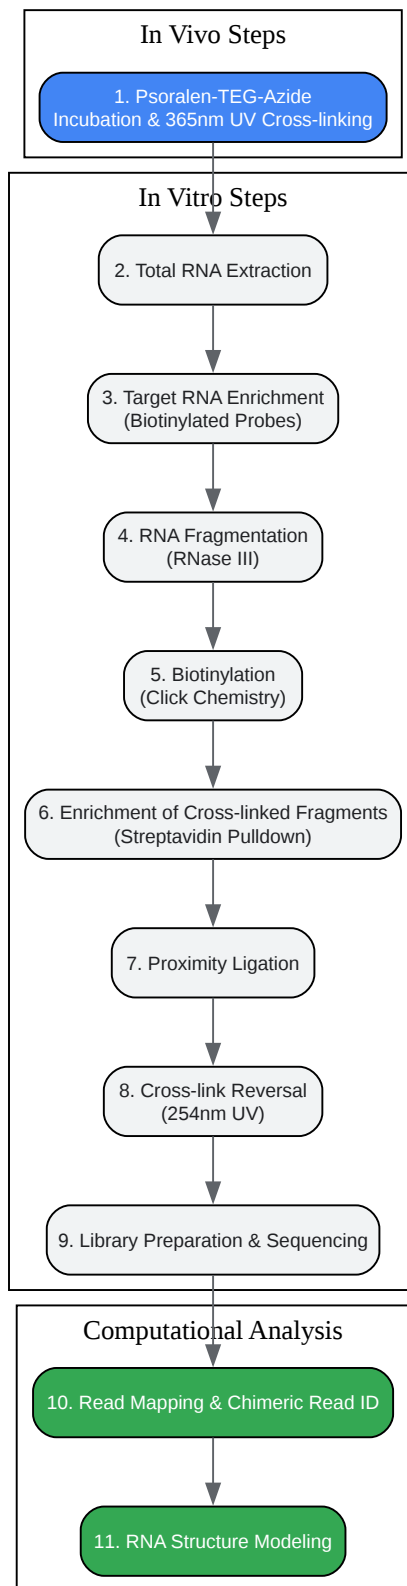 In Vivo Steps
1. Psoralen-TEG-Azide
Incubation & 365nm UV Cross-linking
In Vitro Steps
2. Total RNA Extraction
3. Target RNA Enrichment
(Biotinylated Probes)
4. RNA Fragmentation
(RNase III)
5. Biotinylation
(Click Chemistry)
6. Enrichment of Cross-linked Fragments
(Streptavidin Pulldown)
7. Proximity Ligation
8. Cross-link Reversal
(254nm UV)
9. Library Preparation & Sequencing
Computational Analysis
10. Read Mapping & Chimeric Read ID
11. RNA Structure Modeling